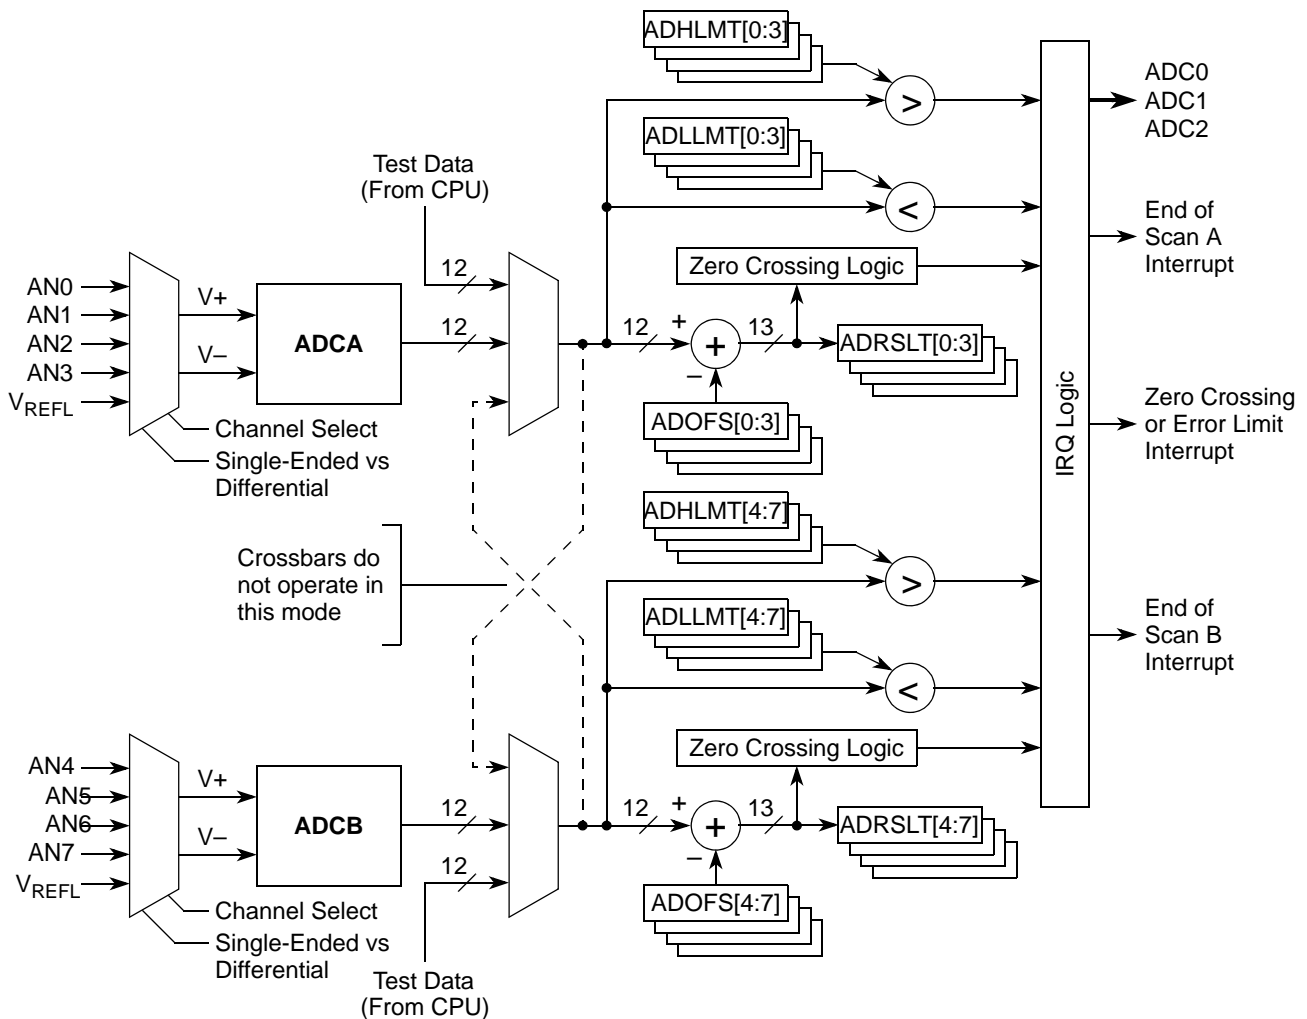 ADHLMT[0:3]
>
ADC0
ADC1
ADC2
ADLLMT[0:3]
<
Test Data
(From CPU)
End of
Scan A
Interrupt
Zero Crossing Logic
AN0
AN1
AN2
AN3
VREFL
V+
V–
ADCA
12
12
12
+
+
–
13
ADRSLT[0:3]
ADOFS[0:3]
Channel Select
Single-Ended vs
Differential
IRQ Logic
Zero Crossing
or Error Limit
Interrupt
ADHLMT[4:7]
>
Crossbars do
not operate in
this mode
ADLLMT[4:7]
<
End of
Scan B
Interrupt
Zero Crossing Logic
AN4
AN5
AN6
AN7
VREFL
V+
V–
ADCB
12
12
12
+
+
–
13
ADRSLT[4:7]
ADOFS[4:7]
Channel Select
Single-Ended vs
Differential
Test Data
(From CPU)